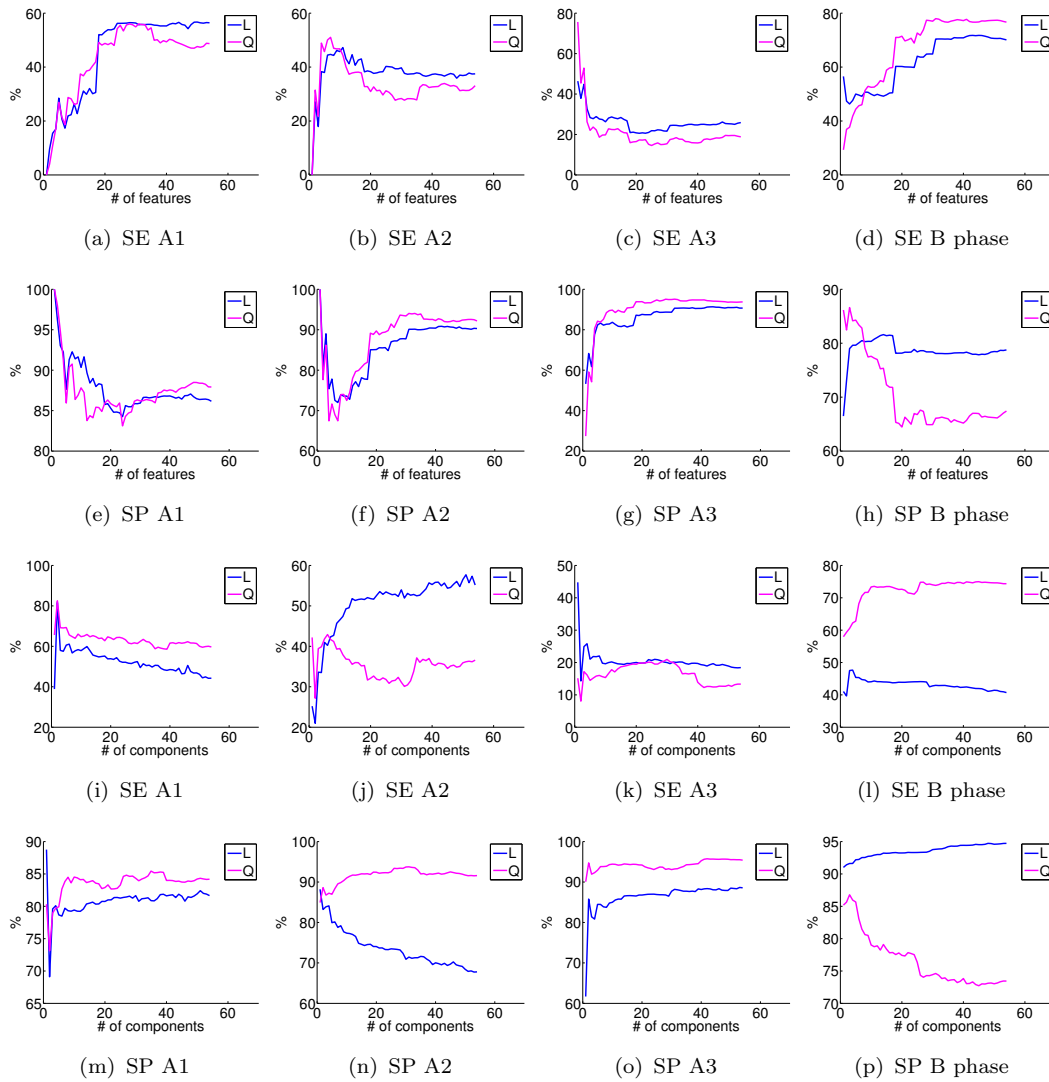 60
40
20
0
%
0 20 40 60
# of features
L
Q
(a) SE A1
60
40
20
0
%
0 20 40 60
# of features
L
Q
(b) SE A2
80
60
40
20
0
%
0 20 40 60
# of features
L
Q
(c) SE A3
80
60
40
20
%
0 20 40 60
# of features
L
Q
(d) SE B phase
100
95
90
85
80
%
0 20 40 60
# of features
L
Q
(e) SP A1
100
90
80
70
60
%
0 20 40 60
# of features
L
Q
(f) SP A2
100
80
60
40
20
%
0 20 40 60
# of features
L
Q
(g) SP A3
90
80
70
60
%
0 20 40 60
# of features
L
Q
(h) SP B phase
100
80
60
40
20
%
0 20 40 60
# of components
L
Q
(i) SE A1
60
50
40
30
20
%
0 20 40 60
# of components
L
Q
(j) SE A2
50
40
30
20
10
0
%
0 20 40 60
# of components
L
Q
(k) SE A3
80
70
60
50
40
30
%
0 20 40 60
# of components
L
Q
(l) SE B phase
90
85
80
75
70
65
%
0 20 40 60
# of components
L
Q
(m) SP A1
100
90
80
70
60
%
0 20 40 60
# of components
L
Q
(n) SP A2
100
90
80
70
60
%
0 20 40 60
# of components
L
Q
(o) SP A3
95
90
85
80
75
70
%
0 20 40 60
# of components
L
Q
(p) SP B phase